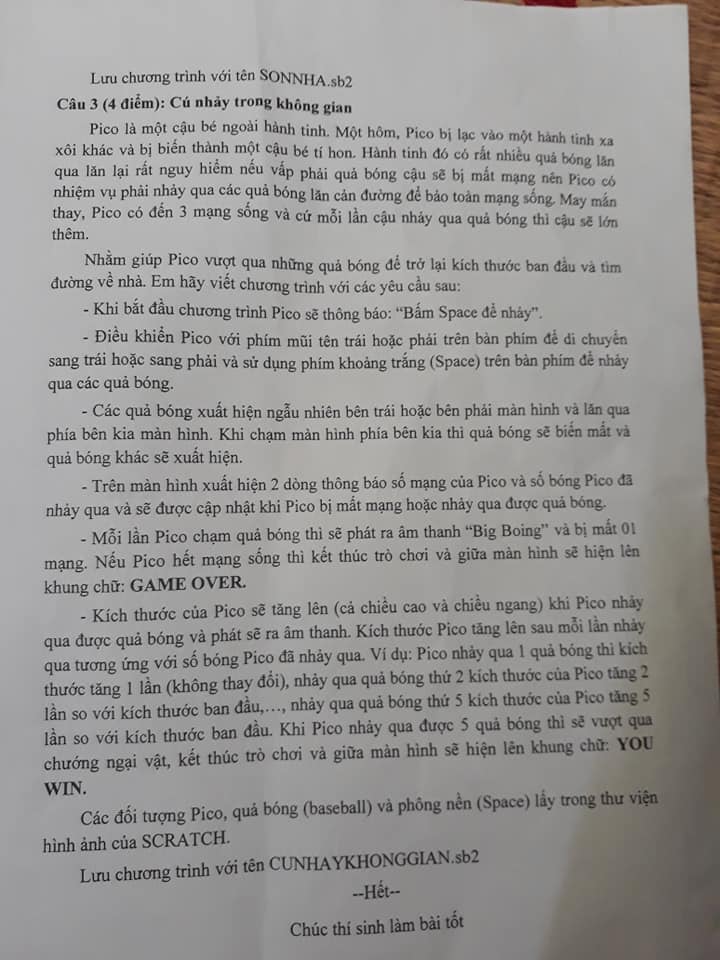 Lưu chương trình với tên SONNHA.sb2
Câu 3 (4 điểm): Cú nhảy trong không gian
Pico là một cậu bé ngoài hành tinh. Một hôm, Pico bị lạc vào một hành tinh xa
xôi khác và bị biến thành một cậu bé tí hon. Hành tinh đó có rất nhiều quả bóng lăn
qua lăn lại rất nguy hiểm nếu vấp phải quả bóng cậu sẽ bị mất mạng nên Pico có
nhiệm vụ phải nhảy qua các quả bóng lăn cản đường để bảo toàn mạng sống. May mắn
thay, Pico có đến 3 mạng sống và cứ mỗi lần cậu nhảy qua quả bóng thì cậu sẽ lớn
thêm.
Nhằm giúp Pico vượt qua những quả bóng để trở lại kích thước ban đầu và tìm
đường về nhà. Em hãy viết chương trình với các yêu cầu sau:
- Khi bắt đầu chương trình Pico sẽ thông báo: “Bấm Space để nhảy”.
- Điều khiển Pico với phím mũi tên trái hoặc phải trên bàn phím để di chuyển
sang trái hoặc sang phải và sử dụng phím khoảng trắng (Space) trên bàn phím để nhảy
qua các quả bóng.
- Các quả bóng xuất hiện ngẫu nhiên bên trái hoặc bên phải màn hình và lăn qua
phía bên kia màn hình. Khi chạm màn hình phía bên kia thì quả bóng sẽ biến mất và
quả bóng khác sẽ xuất hiện.
- Trên màn hình xuất hiện 2 dòng thông báo số mạng của Pico và số bóng Pico đã
nhảy qua và sẽ được cập nhật khi Pico bị mất mạng hoặc nhảy qua được quả bóng.
- Mỗi lần Pico chạm quả bóng thì sẽ phát ra âm thanh “Big Boing” và bị mất 01
mạng. Nếu Pico hết mạng sống thì kết thúc trò chơi và giữa màn hình sẽ hiện lên
khung chữ: GAME OVER.
- Kích thước của Pico sẽ tăng lên (cả chiều cao và chiều ngang) khi Pico nhảy
qua được quả bóng và phát sẽ ra âm thanh. Kích thước Pico tăng lên sau mỗi lần nhảy
qua tương ứng với số bóng Pico đã nhảy qua. Ví dụ: Pico nhảy qua 1 quả bóng thì kích
thước tăng 1 lần (không thay đổi), nhảy qua quả bóng thứ 2 kích thước của Pico tăng 2
lần so với kích thước ban đầu,…, nhảy qua quả bóng thứ 5 kích thước của Pico tăng 5
lần so với kích thước ban đầu. Khi Pico nhảy qua được 5 quả bóng thì sẽ vượt qua
chướng ngại vật, kết thúc trò chơi và giữa màn hình sẽ hiện lên khung chữ: YOU
WIN.
Các đối tượng Pico, quả bóng (baseball) và phông nền (Space) lấy trong thư viện
hình ảnh của SCRATCH.
Lưu chương trình với tên CUNHAYKHONGGIAN.sb2
--Hết--
Chúc thí sinh làm bài tốt